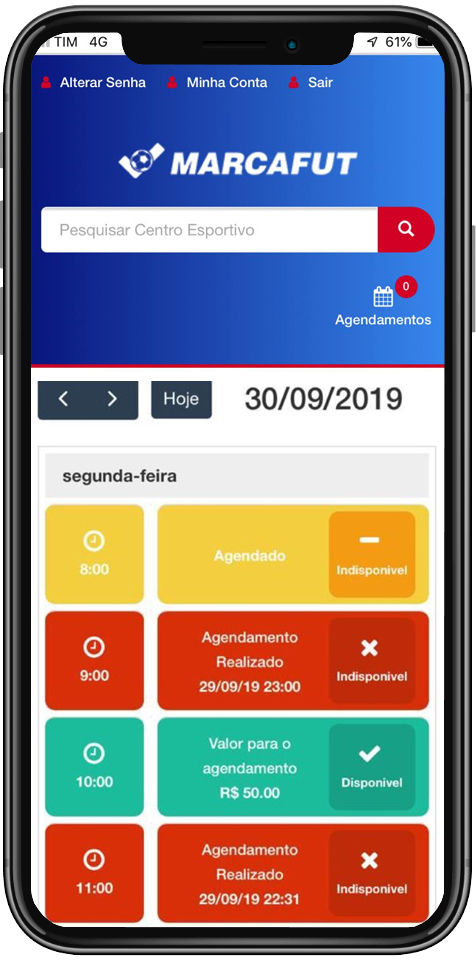 TIM 4G 61%
Alterar Senha Minha Conta Sair
MARCAFUT
Pesquisar Centro Esportivo
0
Agendamentos
Hoje 30/09/2019
segunda-feira
8:00
Agendado
Indisponivel
9:00
Agendamento
Realizado
29/09/19 23:00
Indisponivel
10:00
Valor para o
agendamento
R$ 50.00
Disponivel
11:00
Agendamento
Realizado
29/09/19 22:31
Indisponivel